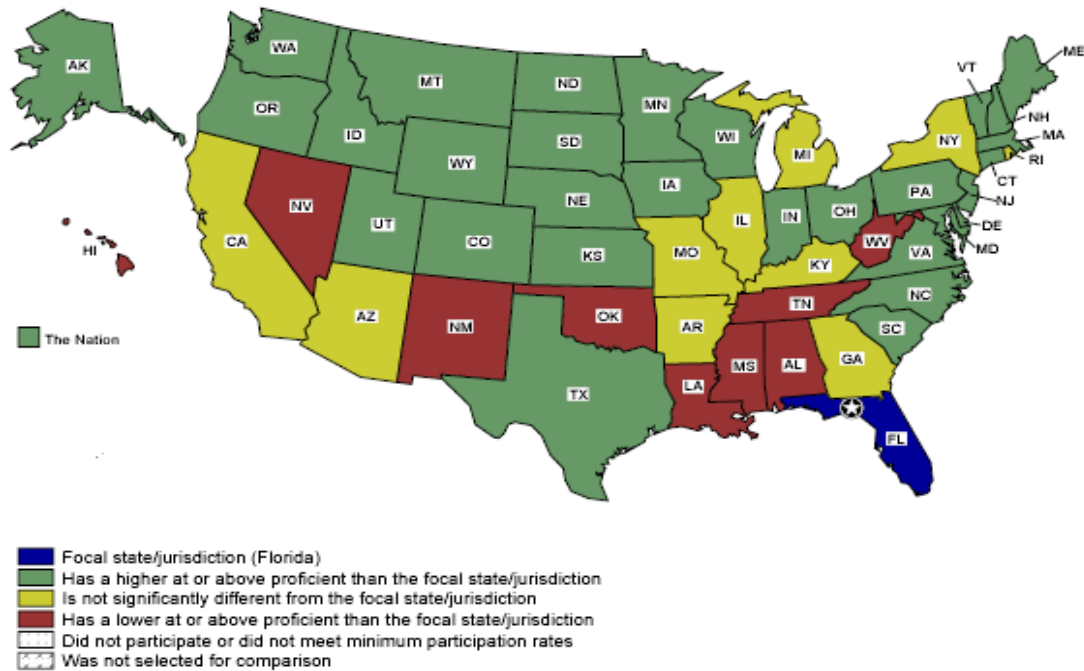 AK
WA
MT
ND
MN
VT
ME
OR
ID
SD
WI
NH
WY
MI
NY
MA
RI
IA
CT
NE
PA
NJ
NV
UT
CO
IL
IN
OH
DE
CA
KS
MO
WV
MD
VA
HI
KY
NC
AZ
NM
OK
AR
TN
SC
The Nation
MS
AL
GA
TX
LA
FL
Focal state/jurisdiction (Florida)
Has a higher at or above proficient than the focal state/jurisdiction
Is not significantly different from the focal state/jurisdiction
Has a lower at or above proficient than the focal state/jurisdiction
Did not participate or did not meet minimum participation rates
Was not selected for comparison